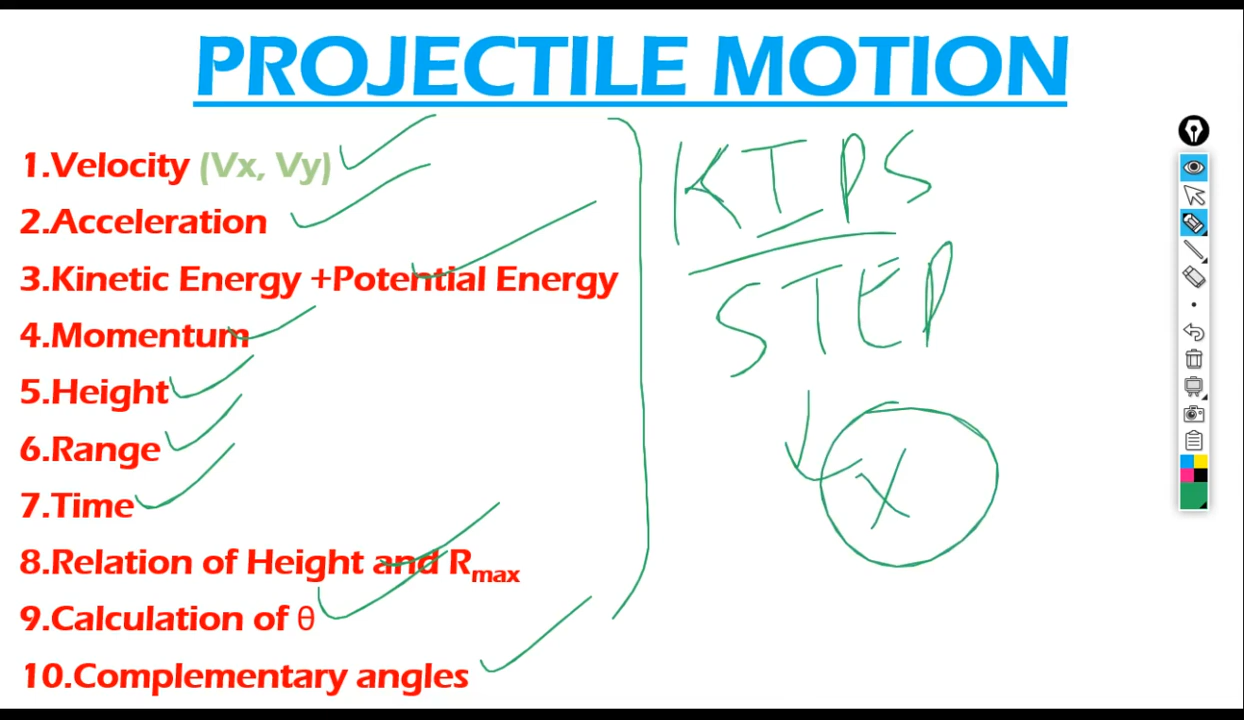 PROJECTILE MOTION
1.Velocity (Vx, Vy)
2.Acceleration
3.Kinetic Energy +Potential Energy
4.Momentum
5.Height
6.Range
7.Time
8.Relation of Height and Rmax
9.Calculation of θ
10.Complementary angles
KIPS
STEP
X